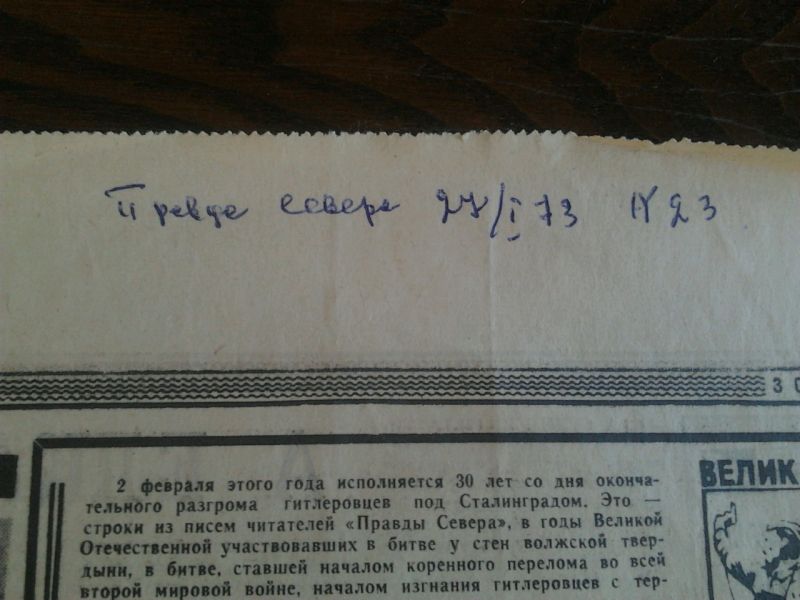 Правда Севера 27/I 73 N 23
3
2 февраля этого года исполняется 30 лет со дня оконча-
тельного разгрома гитлеровцев под Сталинградом. Это —
строки из писем читателей «Правды Севера», в годы Великой
Отечественной участвовавших в битве у стен волжской твер-
дыни, в битве, ставшей началом коренного перелома во всей
второй мировой войне, началом изгнания гитлеровцев с тер-
ВЕЛИК